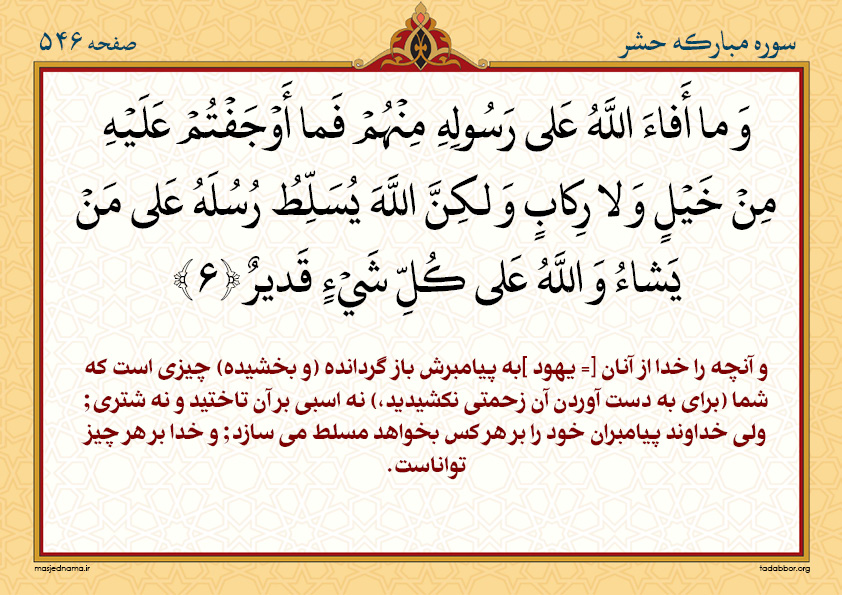 سوره مبارکه حشر
صفحه ۵۴۶
وَ ما أَفاءَ اللَّهُ عَلى رَسُولِهِ مِنْهُمْ فَما أَوْجَفْتُمْ عَلَيْهِ
مِنْ خَيْلٍ وَ لا رِكابٍ وَ لكِنَّ اللَّهَ يُسَلِّطُ رُسُلَهُ عَلى مَنْ
يَشاءُ وَ اللَّهُ عَلى كُلِّ شَيْءٍ قَديرٌ ﴿۶﴾
و آنچه را خدا از آنان [= یهود ]به پیامبرش باز گردانده (و بخشیده) چیزی است که
شما (برای به دست آوردن آن زحمتی نکشیدید،) نه اسبی بر آن تاختید و نه شتری؛
ولی خداوند پیامبران خود را بر هر کس بخواهد مسلط می سازد؛ و خدا بر هر چیز
تواناست.
masjednama.ir
tadabbor.org